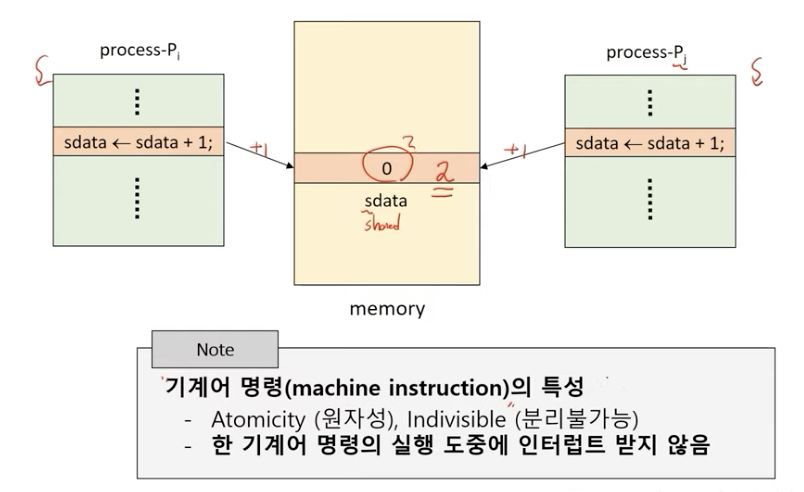 process-Pi
process-Pj
sdata ← sdata + 1;
+1
0
2
2
+1
sdata ← sdata + 1;
sdata
shared
memory
Note
기계어 명령(machine instruction)의 특성
- Atomicity (원자성), Indivisible (분리불가능)
- 한 기계어 명령의 실행 도중에 인터럽트 받지 않음